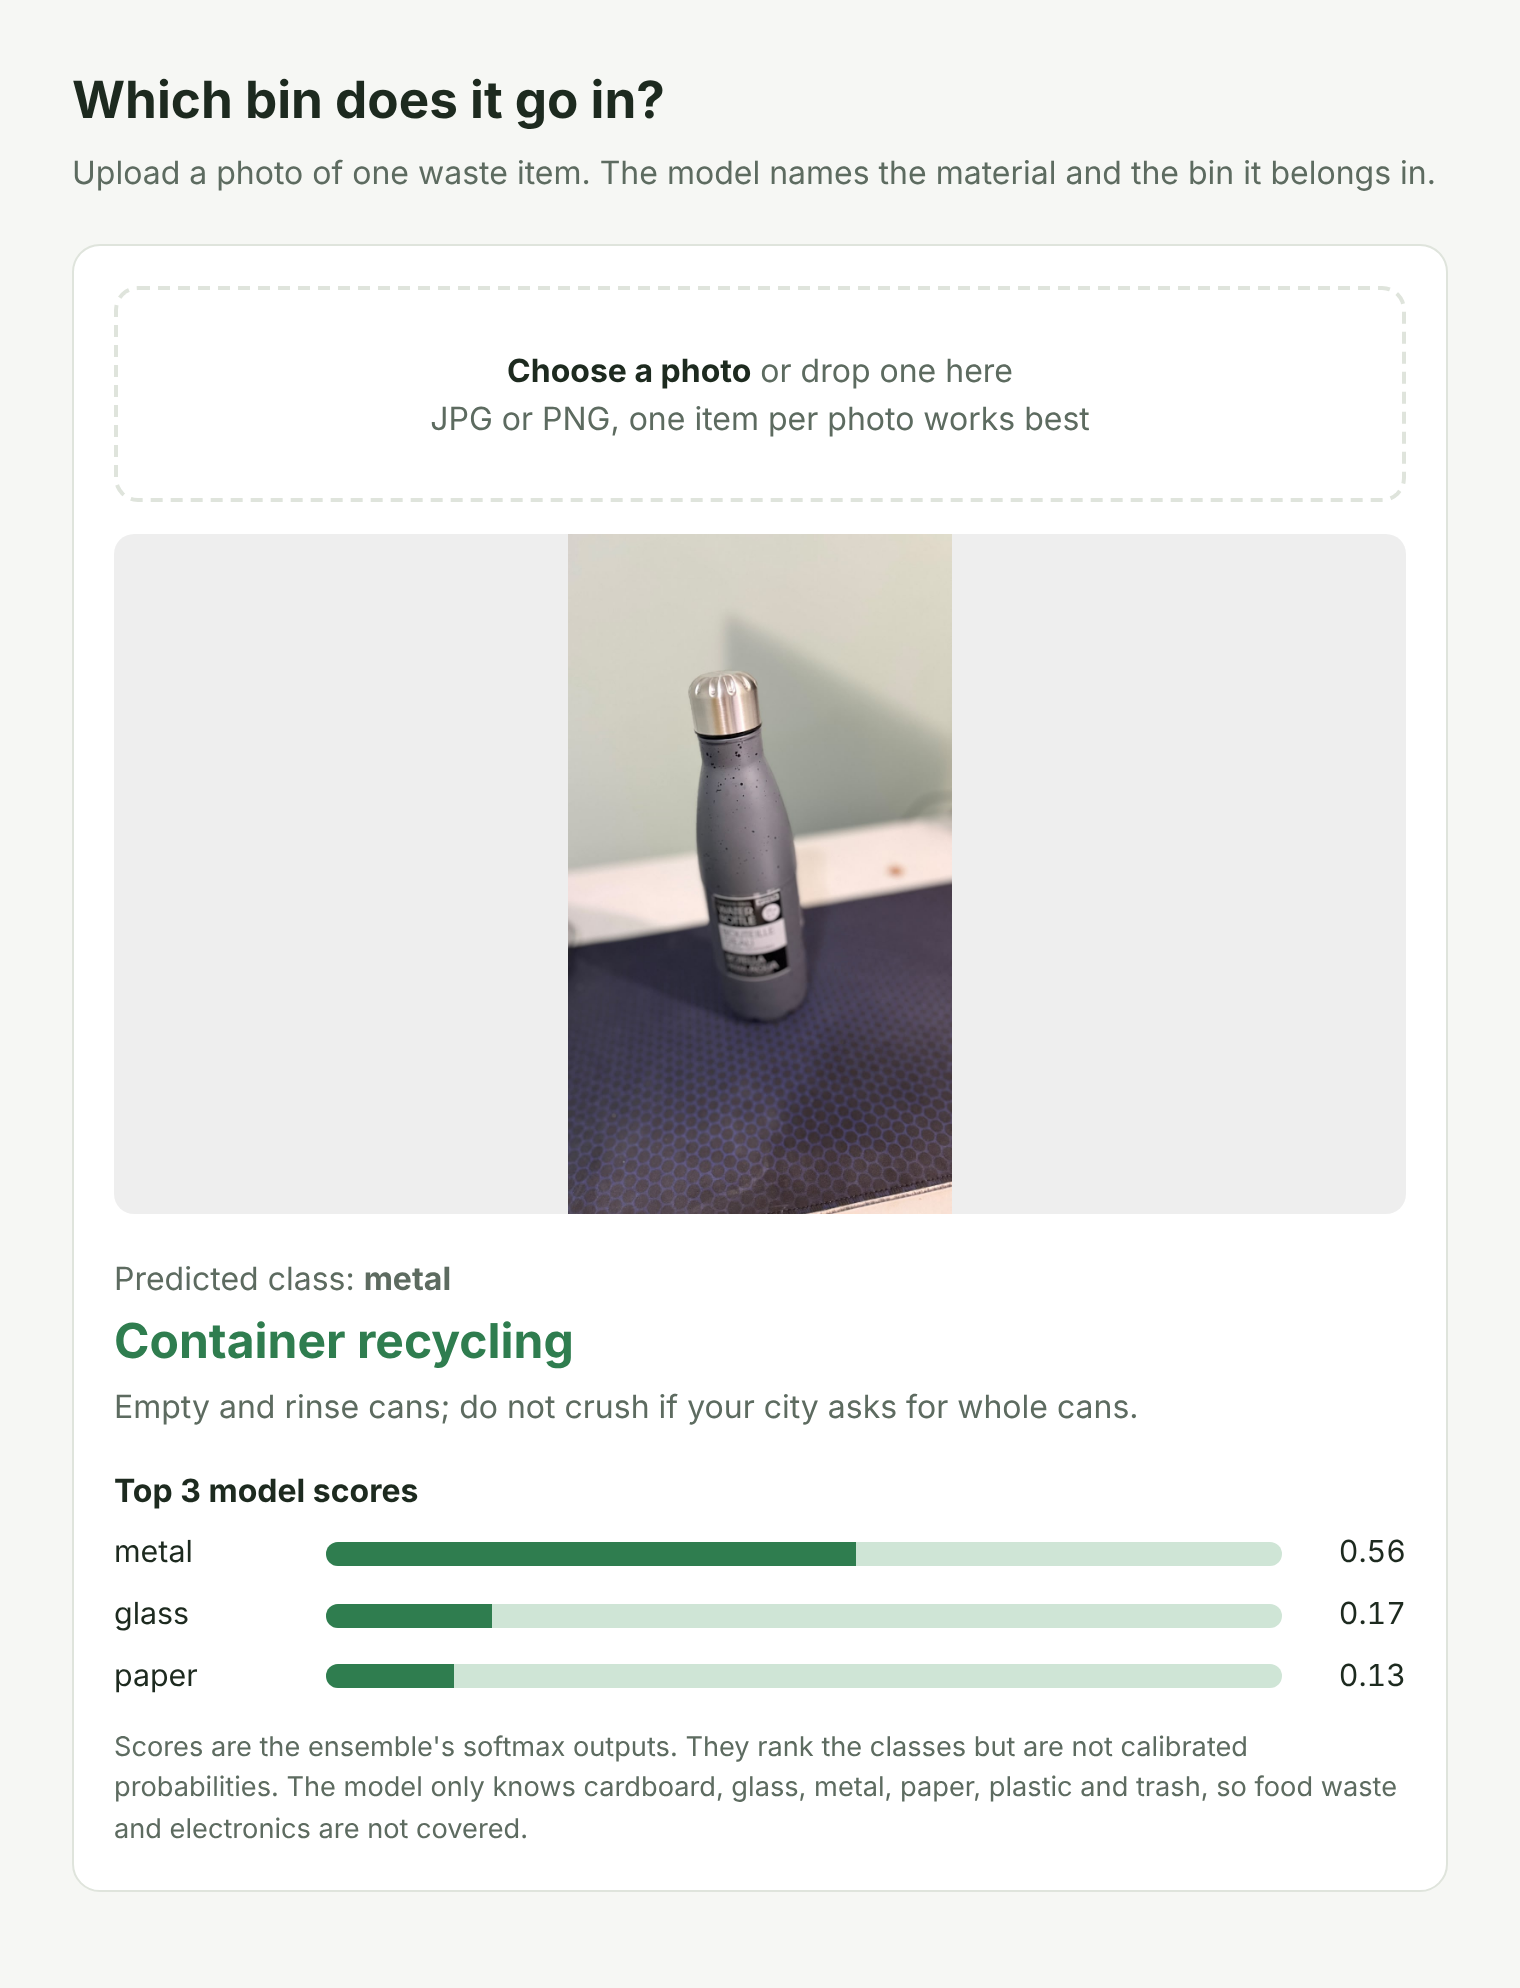 Which bin does it go in?
Upload a photo of one waste item. The model names the material and the bin it belongs in.
Choose a photo or drop one here
JPG or PNG, one item per photo works best
WATER
BOTTLE
BOUTEILLE
Predicted class: metal
Container recycling
Empty and rinse cans; do not crush if your city asks for whole cans.
Top 3 model scores
metal 0.56
glass 0.17
paper 0.13
Scores are the ensemble's softmax outputs. They rank the classes but are not calibrated
probabilities. The model only knows cardboard, glass, metal, paper, plastic and trash, so food waste
and electronics are not covered.